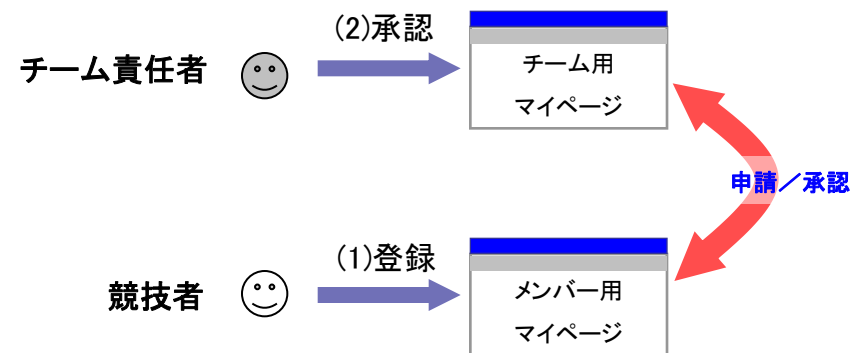 (2)承認
チーム責任者
チーム用
マイページ
申請／承認
(1)登録
競技者
メンバー用
マイページ